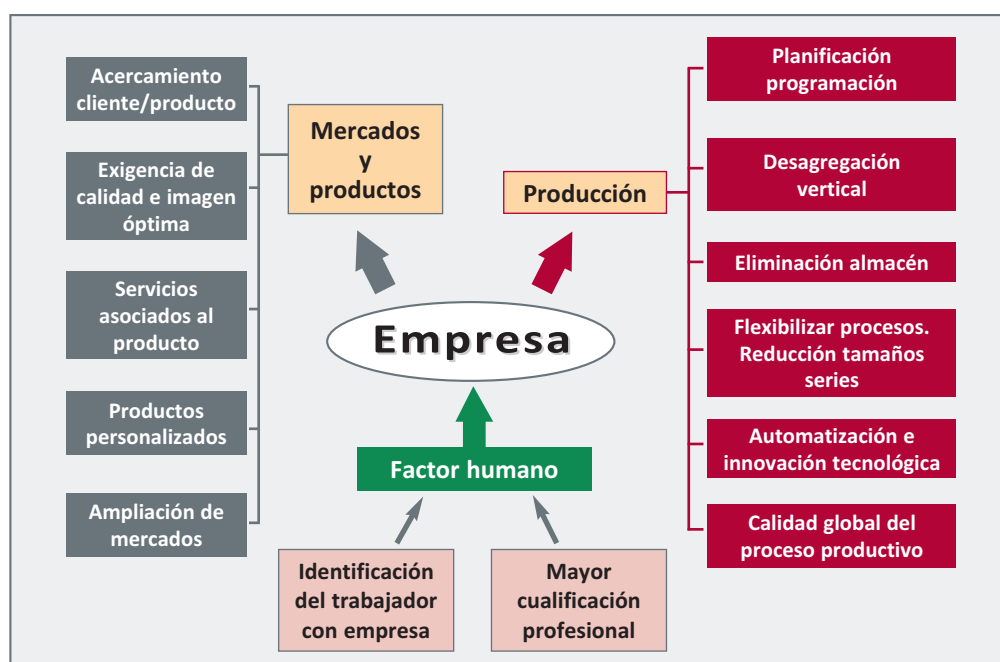 Acercamiento
cliente/producto
Exigencia de
calidad e imagen
óptima
Servicios
asociados al
producto
Productos
personalizados
Ampliación de
mercados
Mercados
y
productos
Producción
Planificación
programación
Desagregación
vertical
Eliminación almacén
Flexibilizar procesos.
Reducción tamaños
series
Automatización e
innovación tecnológica
Calidad global del
proceso productivo
Empresa
Factor humano
Identificación
del trabajador
con empresa
Mayor
cualificación
profesional